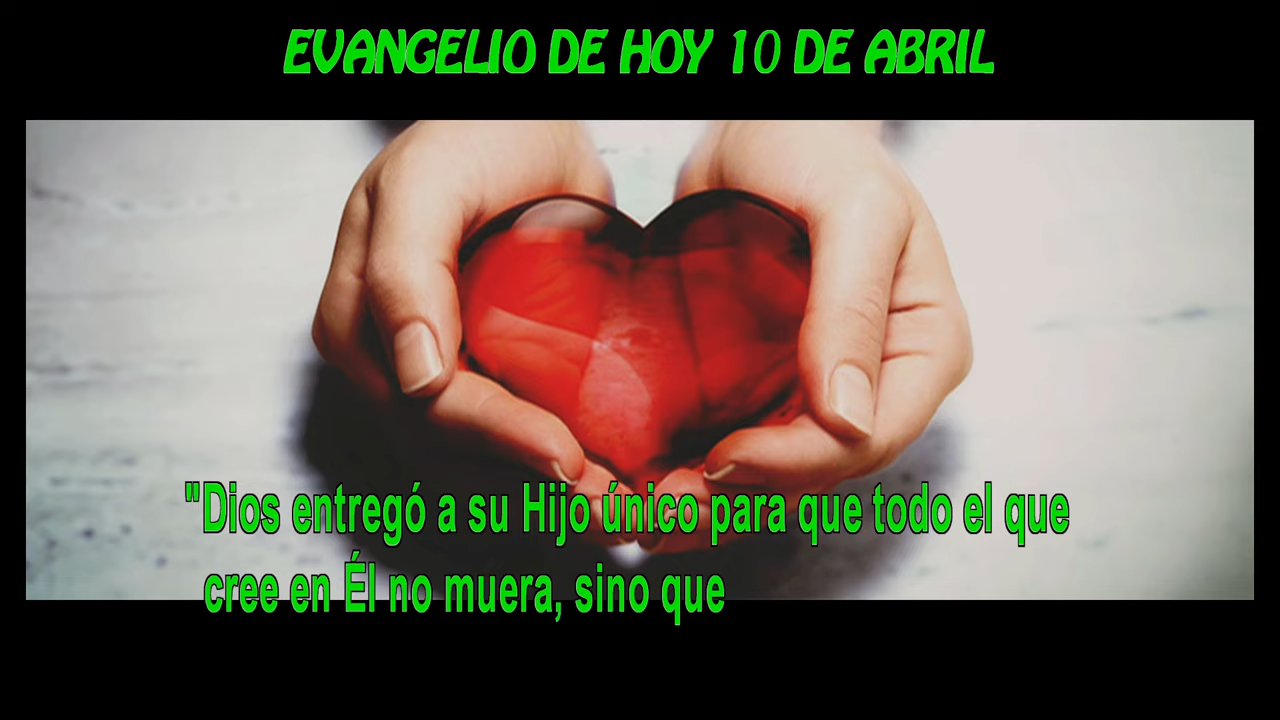 EVANGELIO DE HOY 10 DE ABRIL
"Dios entregó a su Hijo único para que todo el que
cree en Él no muera, sino que